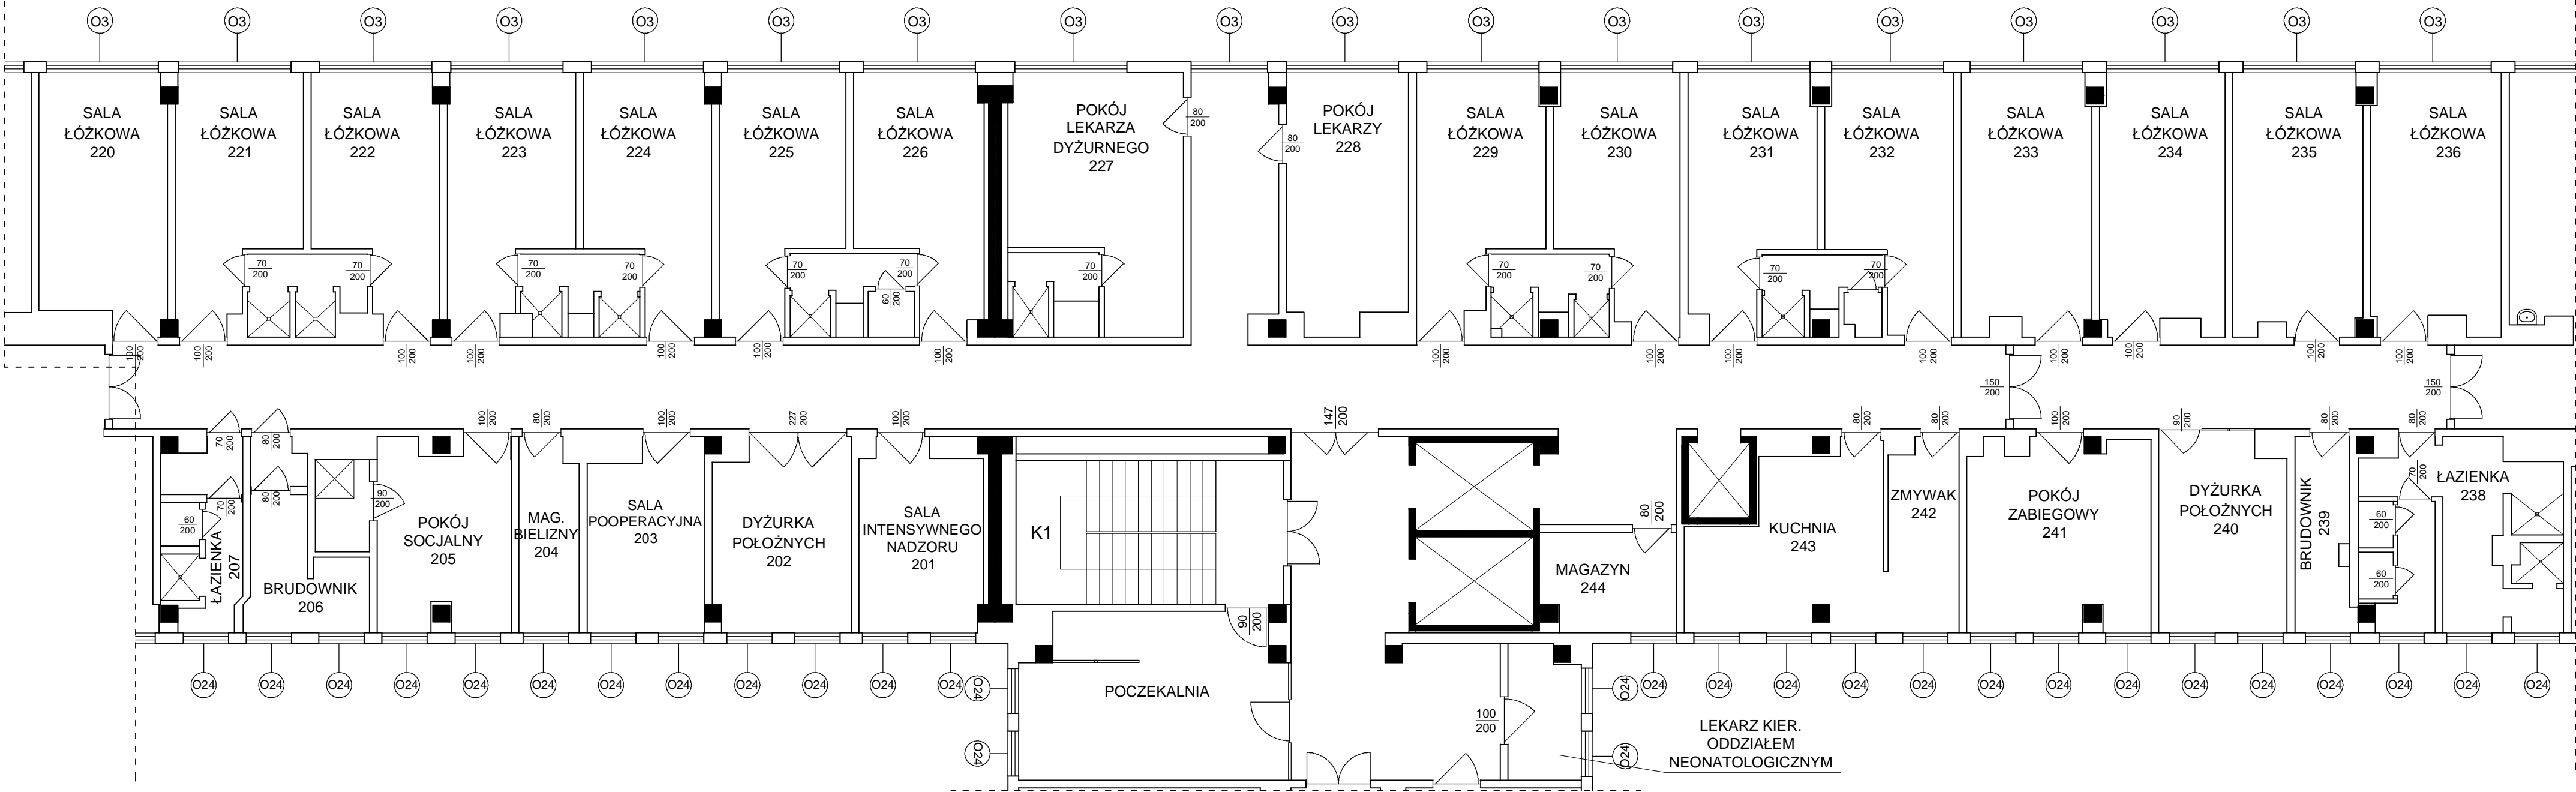 O3 O3 O3 O3 O3 O3 O3 O3 O3 O3 O3 O3 O3 O3 O3 O3 O3 O3
SALA
ŁÓŻKOWA
220
SALA
ŁÓŻKOWA
221
SALA
ŁÓŻKOWA
222
SALA
ŁÓŻKOWA
223
SALA
ŁÓŻKOWA
224
SALA
ŁÓŻKOWA
225
SALA
ŁÓŻKOWA
226
POKÓJ
LEKARZA
DYŻURNEGO
227
80
200
80
200
POKÓJ
LEKARZY
228
SALA
ŁÓŻKOWA
229
SALA
ŁÓŻKOWA
230
SALA
ŁÓŻKOWA
231
SALA
ŁÓŻKOWA
232
SALA
ŁÓŻKOWA
233
SALA
ŁÓŻKOWA
234
SALA
ŁÓŻKOWA
235
SALA
ŁÓŻKOWA
236
70
200
70
200
70
200
70
200
70
200
70
200
60
200
70
200
70
200
70
200
70
200
70
200
100
200
100
200
100
200
100
200
100
200
100
200
100
200
100
200
100
200
100
200
100
200
100
200
100
200
100
200
100
200
150
200
150
200
70
200
80
200
100
200
80
200
100
200
227
200
100
200
147
200
80
200
80
200
100
200
90
200
80
200
80
200
70
200
80
200
60
200
90
200
ŁAZIENKA
207
BRUDOWNIK
206
POKÓJ
SOCJALNY
205
MAG.
BIELIZNY
204
SALA
POOPERACYJNA
203
DYŻURKA
POŁOŻNYCH
202
SALA
INTENSYWNEGO
NADZORU
201
K1
90
200
80
200
MAGAZYN
244
KUCHNIA
243
ZMYWAK
242
POKÓJ
ZABIEGOWY
241
DYŻURKA
POŁOŻNYCH
240
BRUDOWNIK
239
70
200
60
200
60
200
ŁAZIENKA
238
O24 O24 O24 O24 O24 O24 O24 O24 O24 O24 O24 O24
O24
O24
POCZEKALNIA
100
200
O24
O24
LEKARZ KIER.
ODDZIAŁEM
NEONATOLOGICZNYM
O24 O24 O24 O24 O24 O24 O24 O24 O24 O24 O24 O24 O24 O24